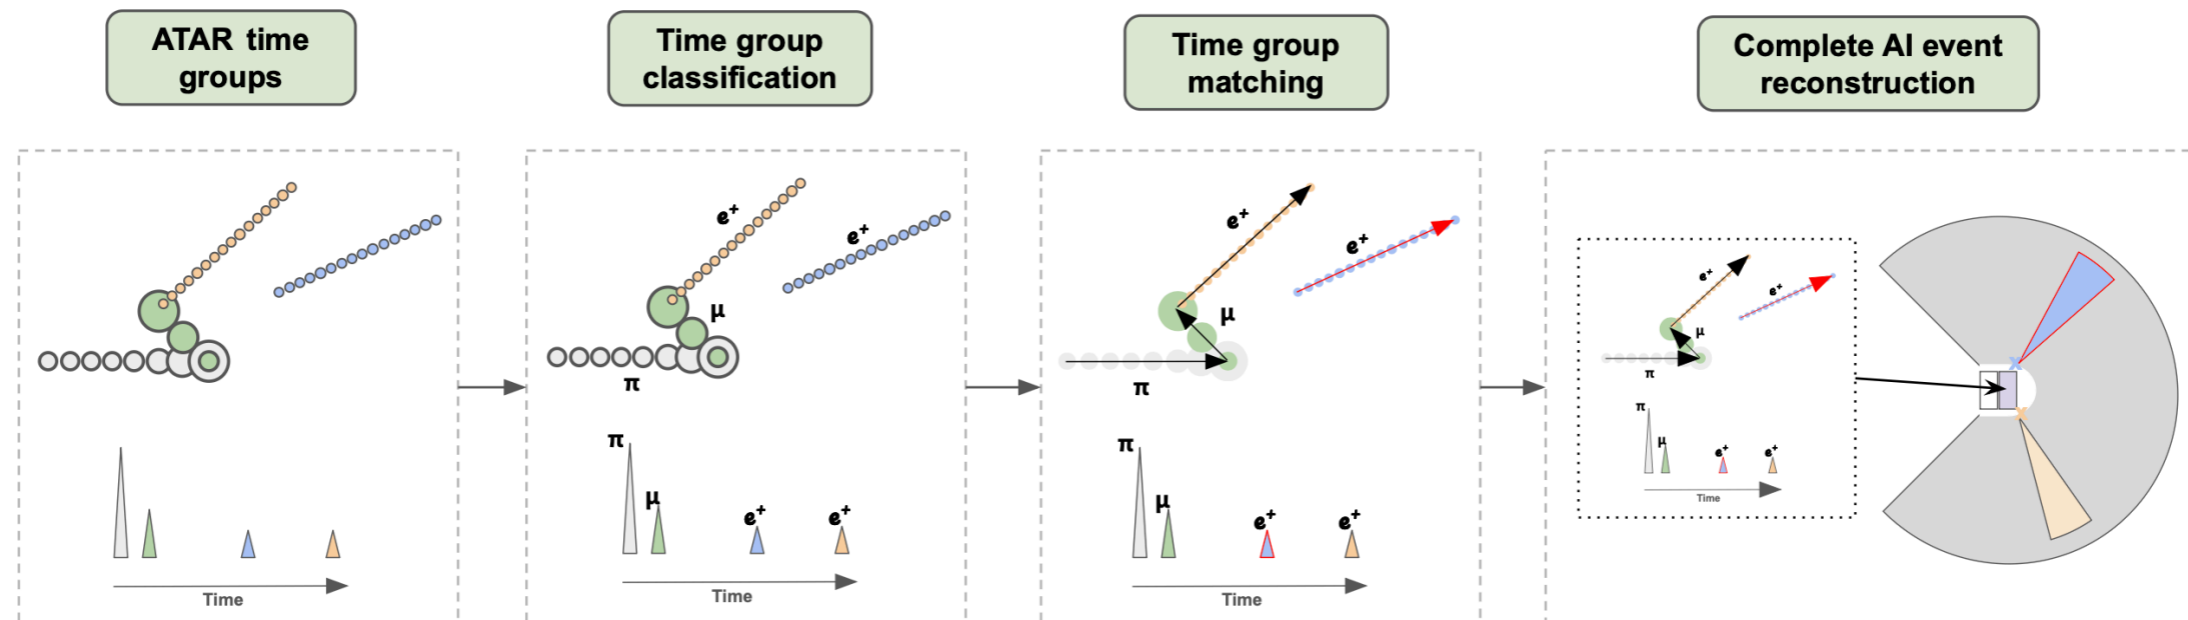 ATAR time
groups
Time group
classification
Time group
matching
Complete AI event
reconstruction
e⁺
e⁺
μ
π
π
μ
e⁺
e⁺
Time
Time
e⁺
e⁺
μ
π
π
μ
e⁺
e⁺
Time
e⁺
e⁺
μ
π
π
μ
e⁺
e⁺
Time
x
x